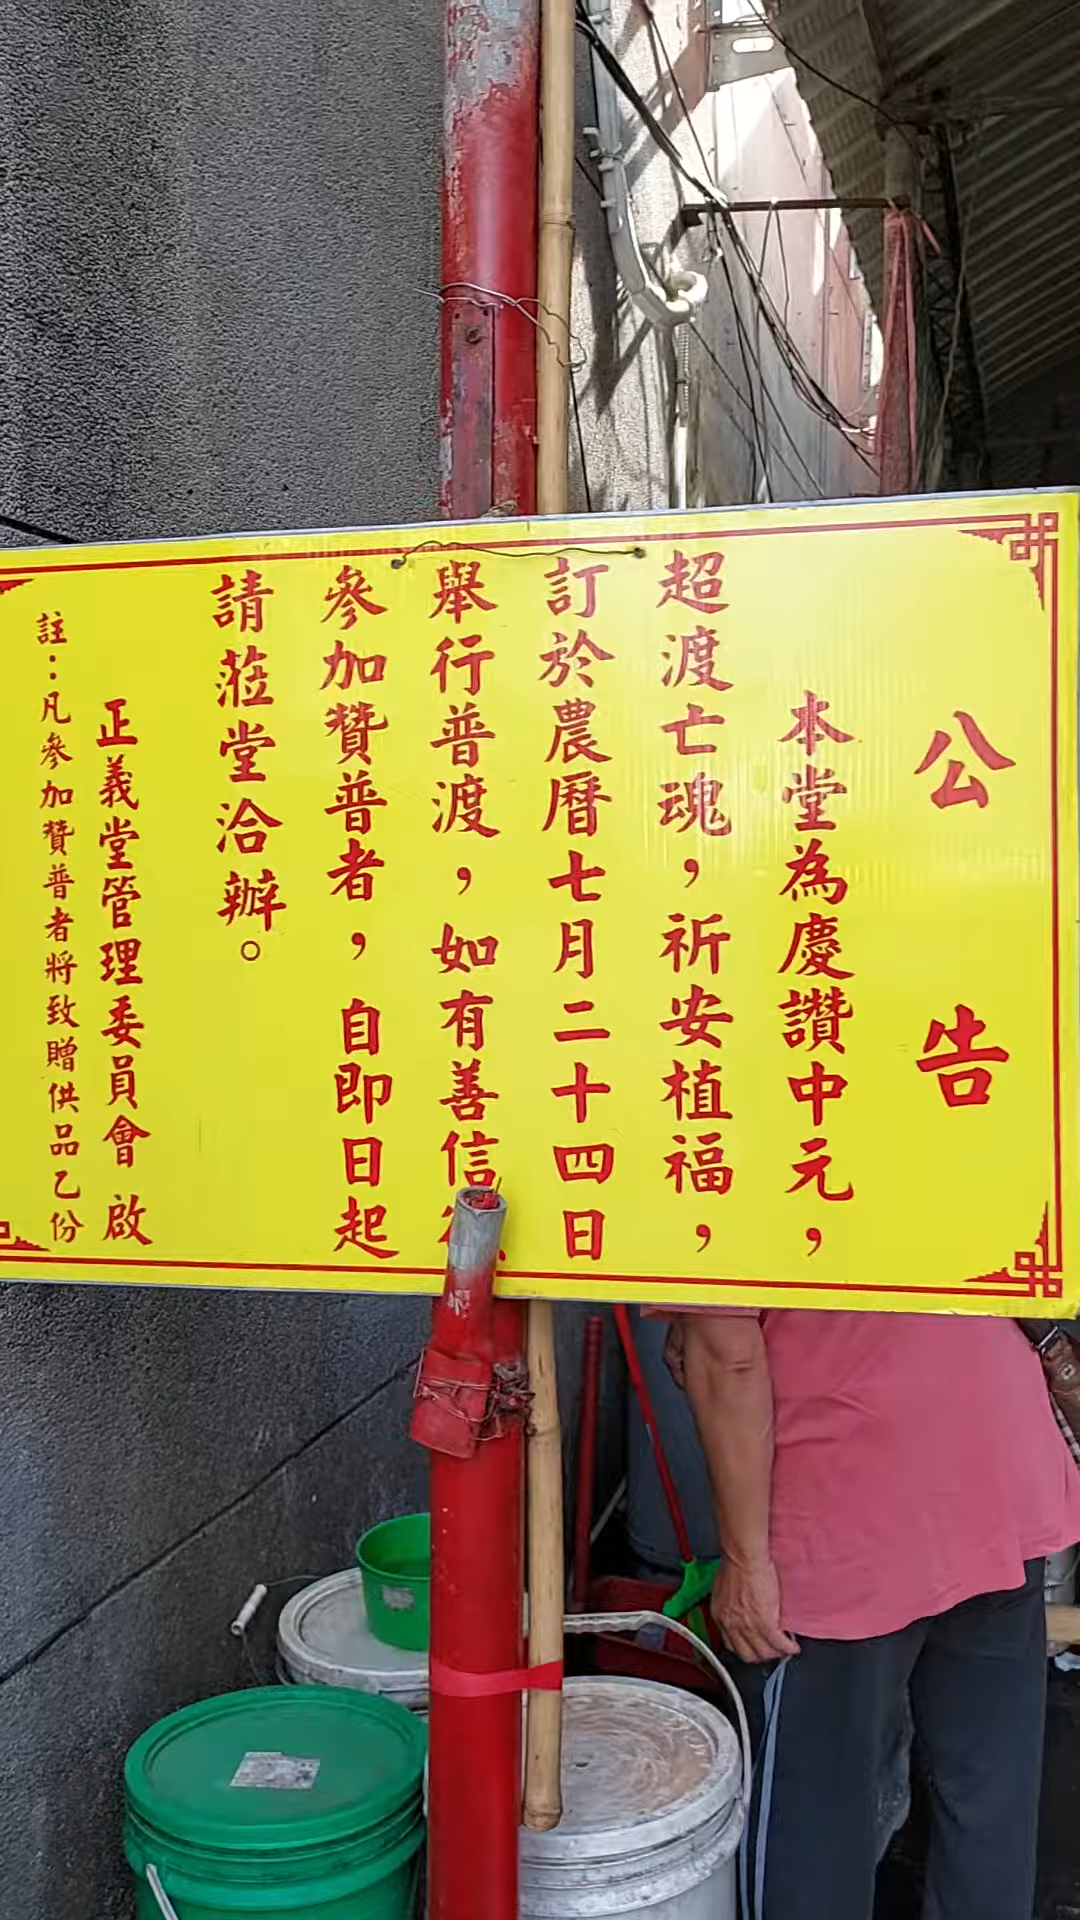 公告
本堂為慶讚中元，
超渡亡魂，祈安植福，
訂於農曆七月二十四日
舉行普渡，如有善信
參加贊普者，自即日起
請蒞堂洽辦。
正義堂管理委員會 啟
註：凡參加贊普者將致贈供品乙份